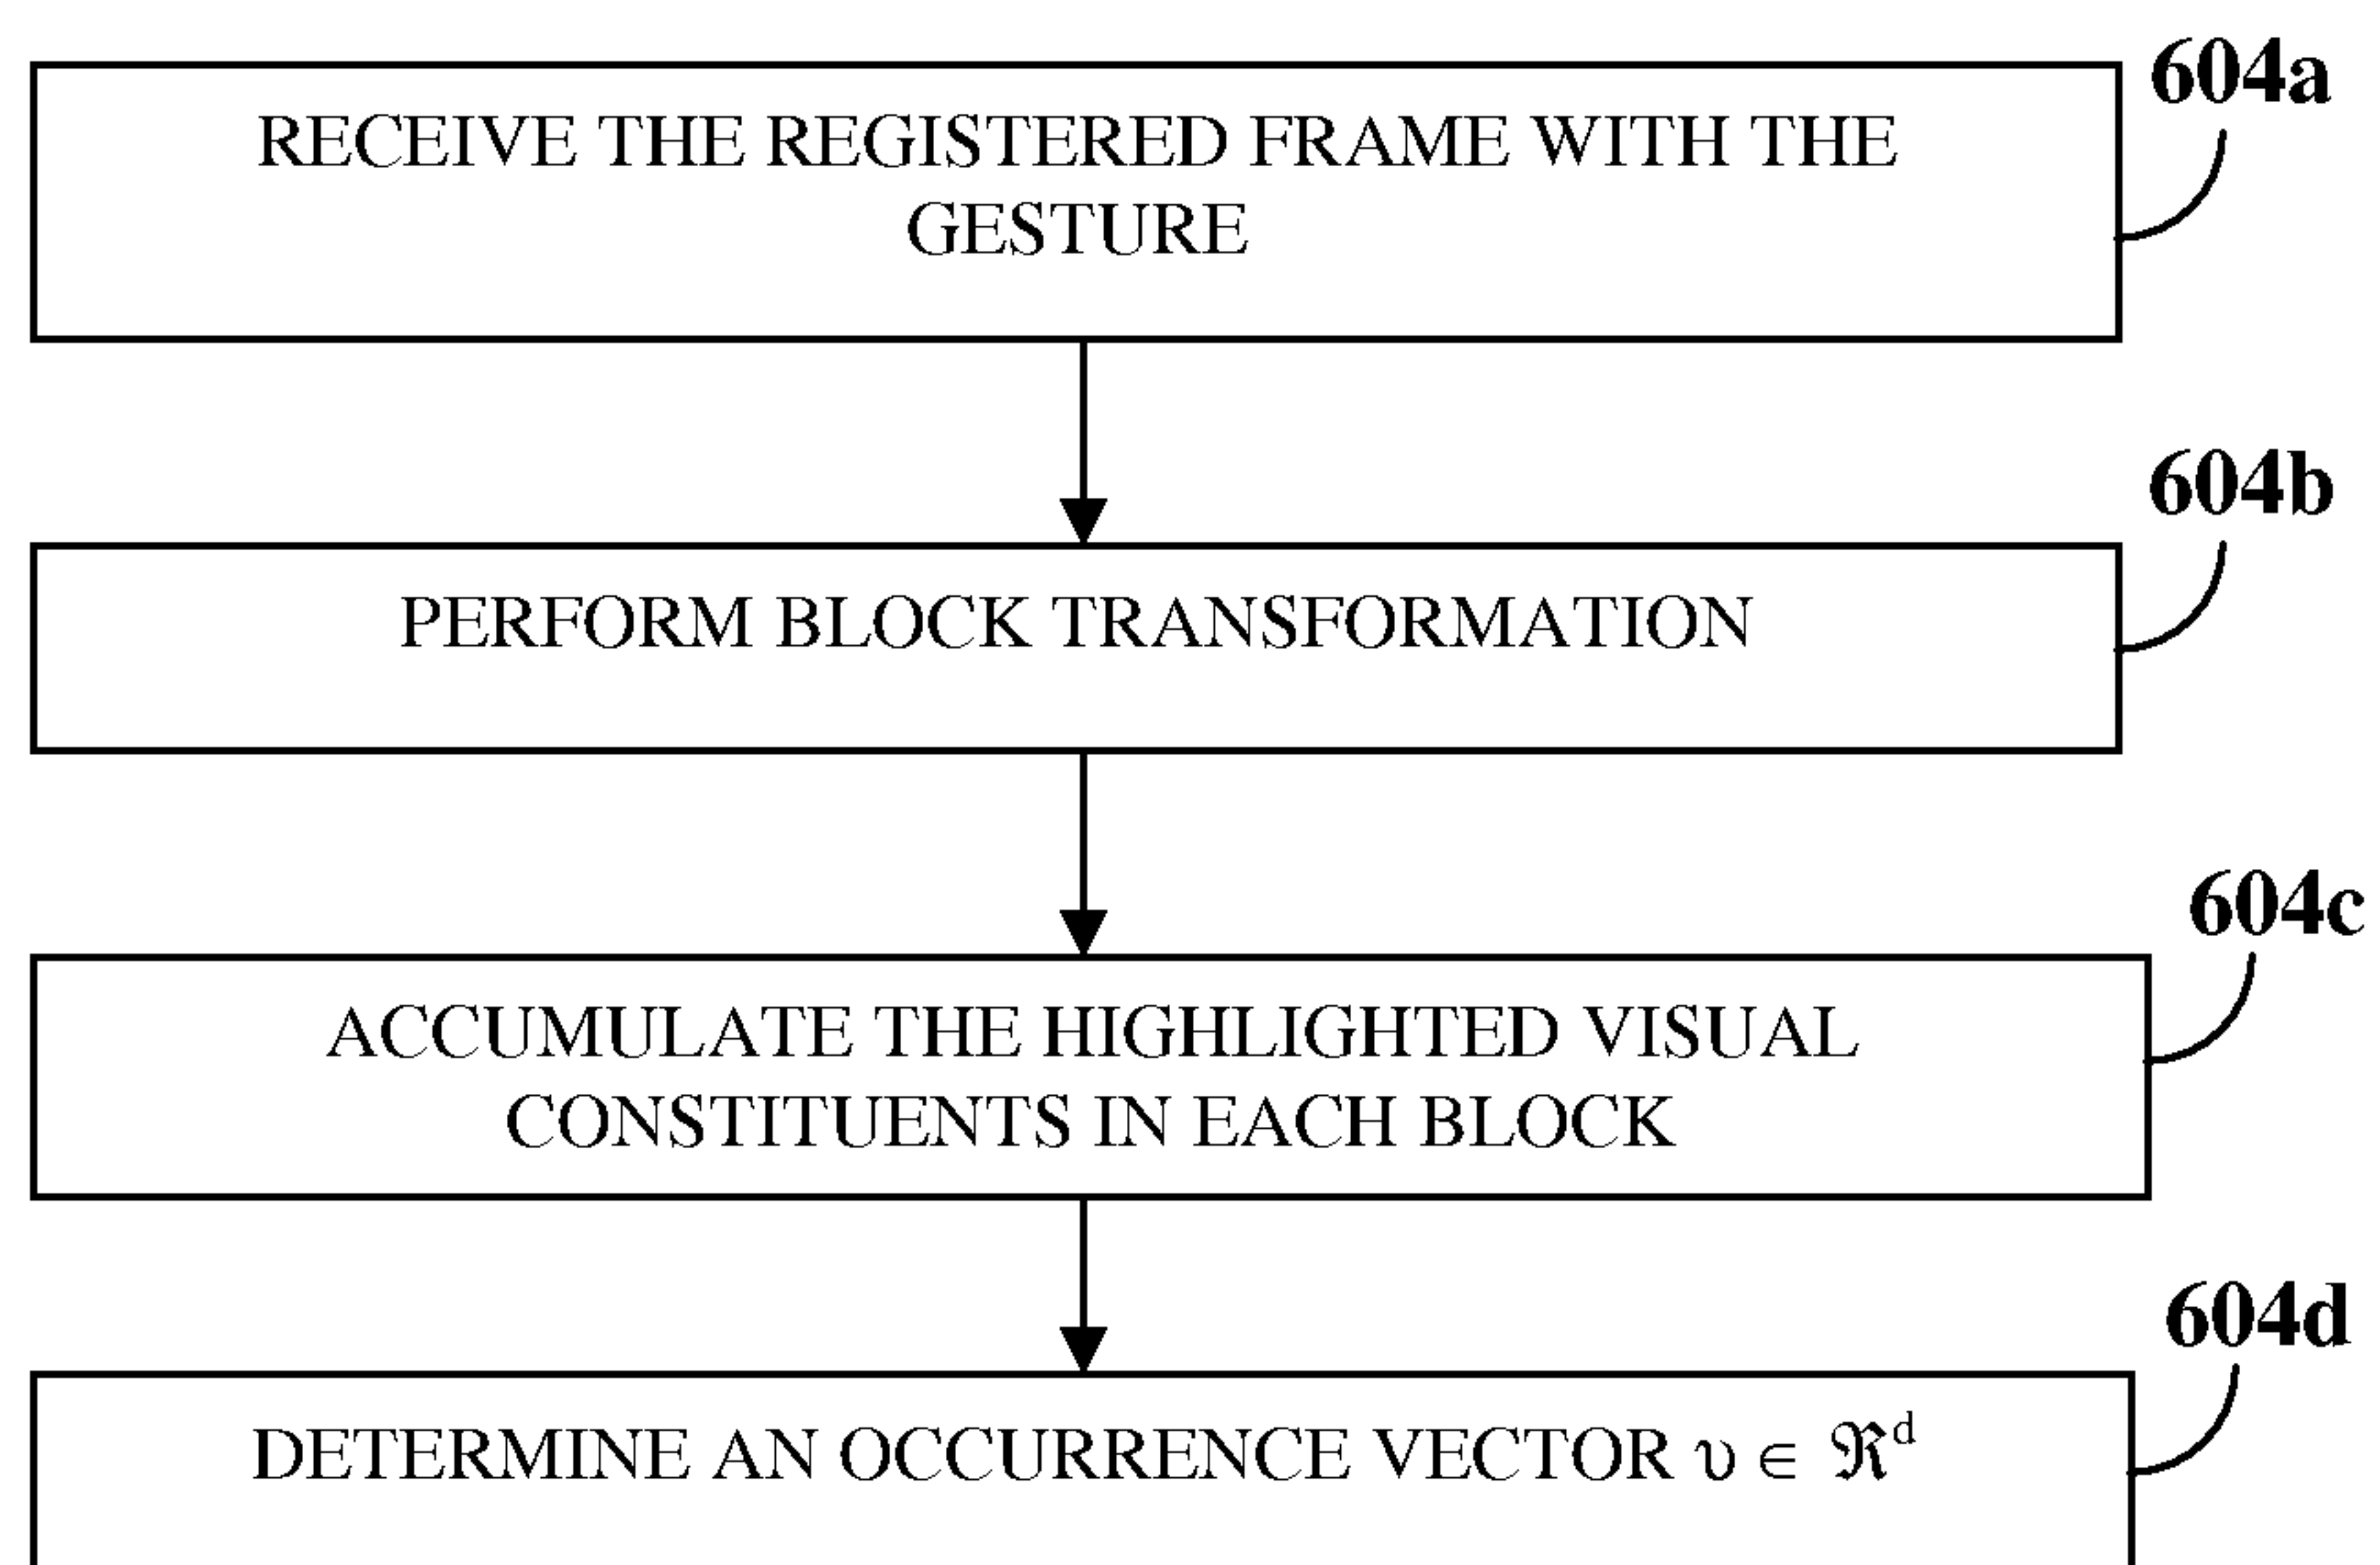 604a
RECEIVE THE REGISTERED FRAME WITH THE
GESTURE
604b
PERFORM BLOCK TRANSFORMATION
604c
ACCUMULATE THE HIGHLIGHTED VISUAL
CONSTITUENTS IN EACH BLOCK
604d
DETERMINE AN OCCURRENCE VECTOR υ ∈ ℜᵈ